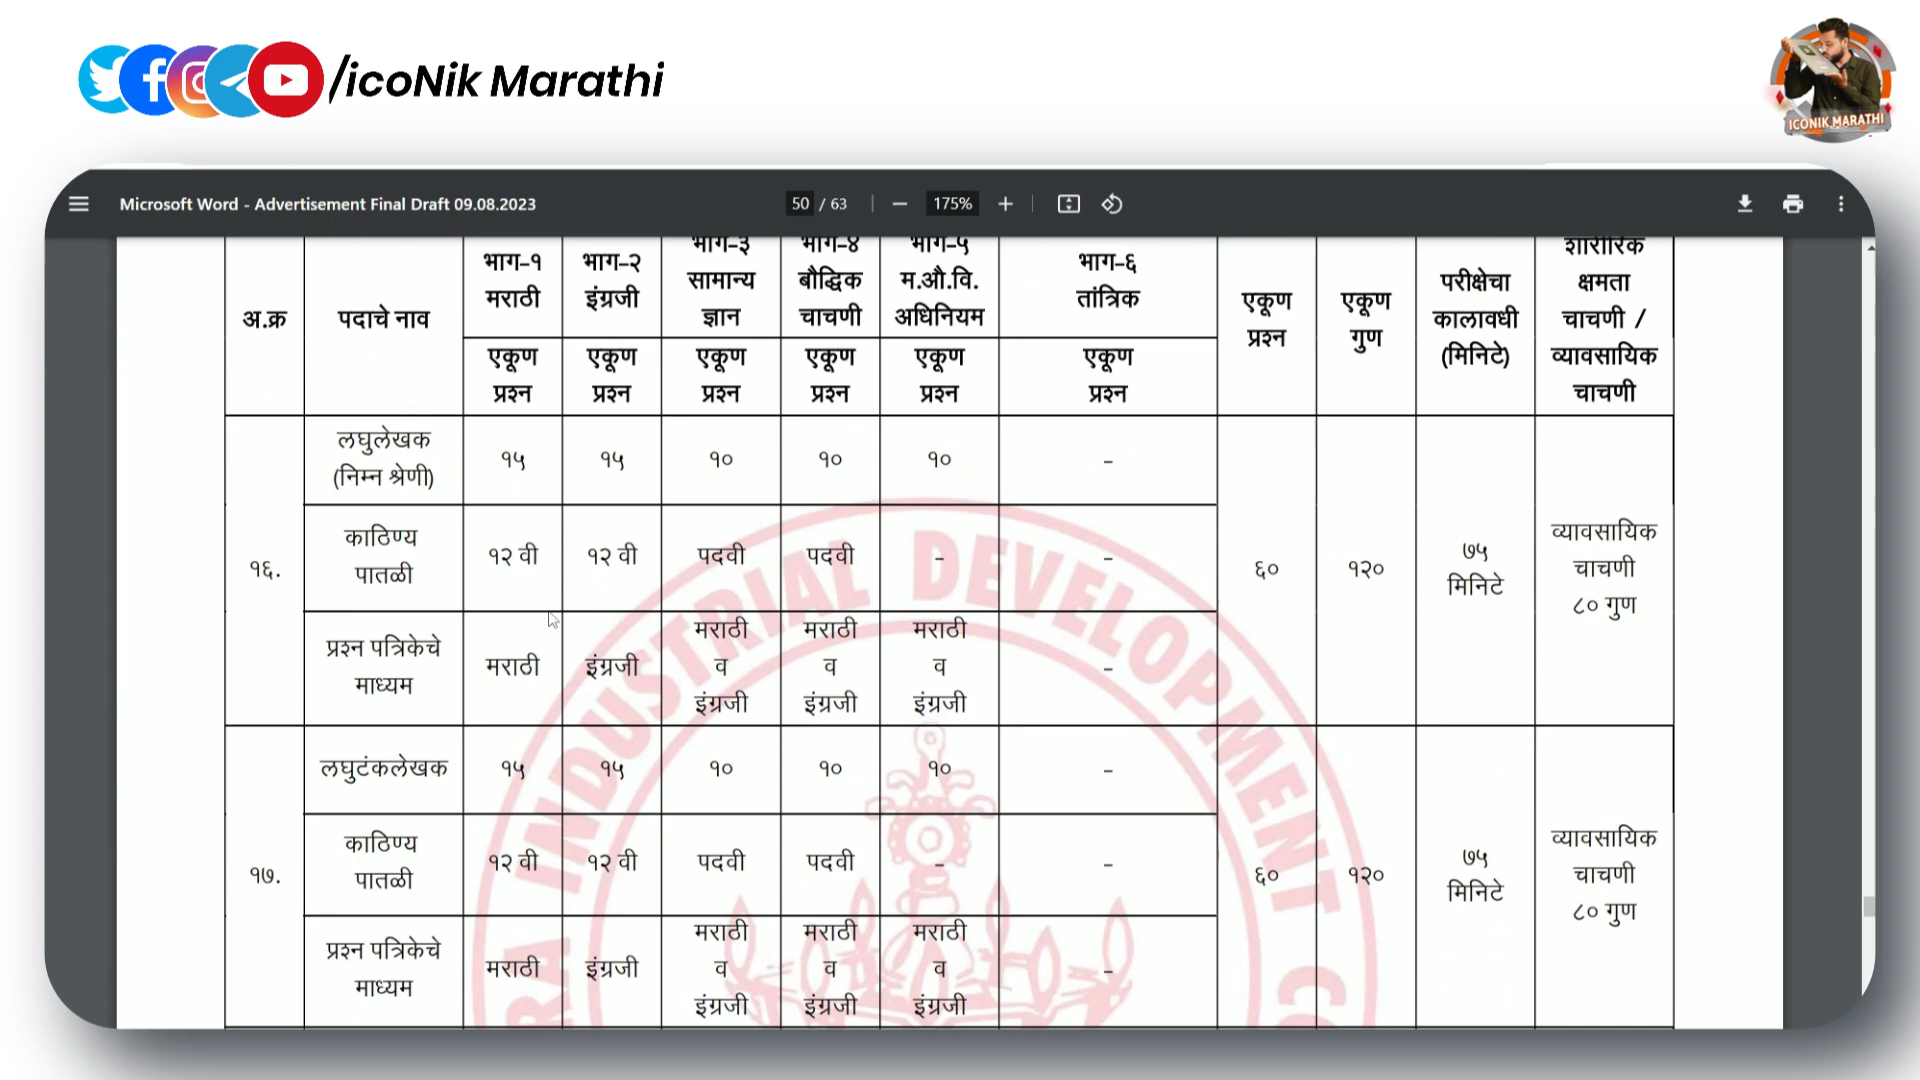 /icoNik Marathi
ICONIK MARATHI
Microsoft Word - Advertisement Final Draft 09.08.2023
50 / 63
175%
अ.क्र
पदाचे नाव
भाग–१
मराठी
भाग–२
इंग्रजी
भाग–३
सामान्य
ज्ञान
भाग–४
बौद्धिक
चाचणी
भाग–५
म.औ.वि.
अधिनियम
भाग–६
तांत्रिक
एकूण
प्रश्न
एकूण
गुण
परीक्षेचा
कालावधी
(मिनिटे)
शारीरिक
क्षमता
चाचणी /
व्यावसायिक
चाचणी
एकूण
प्रश्न
एकूण
प्रश्न
एकूण
प्रश्न
एकूण
प्रश्न
एकूण
प्रश्न
एकूण
प्रश्न
१६.
लघुलेखक
(निम्न श्रेणी)
१५
१५
१०
१०
१०
–
काठिण्य
पातळी
१२ वी
१२ वी
पदवी
पदवी
–
–
प्रश्न पत्रिकेचे
माध्यम
मराठी
इंग्रजी
मराठी
व
इंग्रजी
मराठी
व
इंग्रजी
मराठी
व
इंग्रजी
–
६०
१२०
७५
मिनिटे
व्यावसायिक
चाचणी
८० गुण
१७.
लघुटंकलेखक
१५
१५
१०
१०
१०
–
काठिण्य
पातळी
१२ वी
१२ वी
पदवी
पदवी
–
–
प्रश्न पत्रिकेचे
माध्यम
मराठी
इंग्रजी
मराठी
व
इंग्रजी
मराठी
व
इंग्रजी
मराठी
व
इंग्रजी
–
६०
१२०
७५
मिनिटे
व्यावसायिक
चाचणी
८० गुण
RA INDUSTRIAL DEVELOPMENT CO